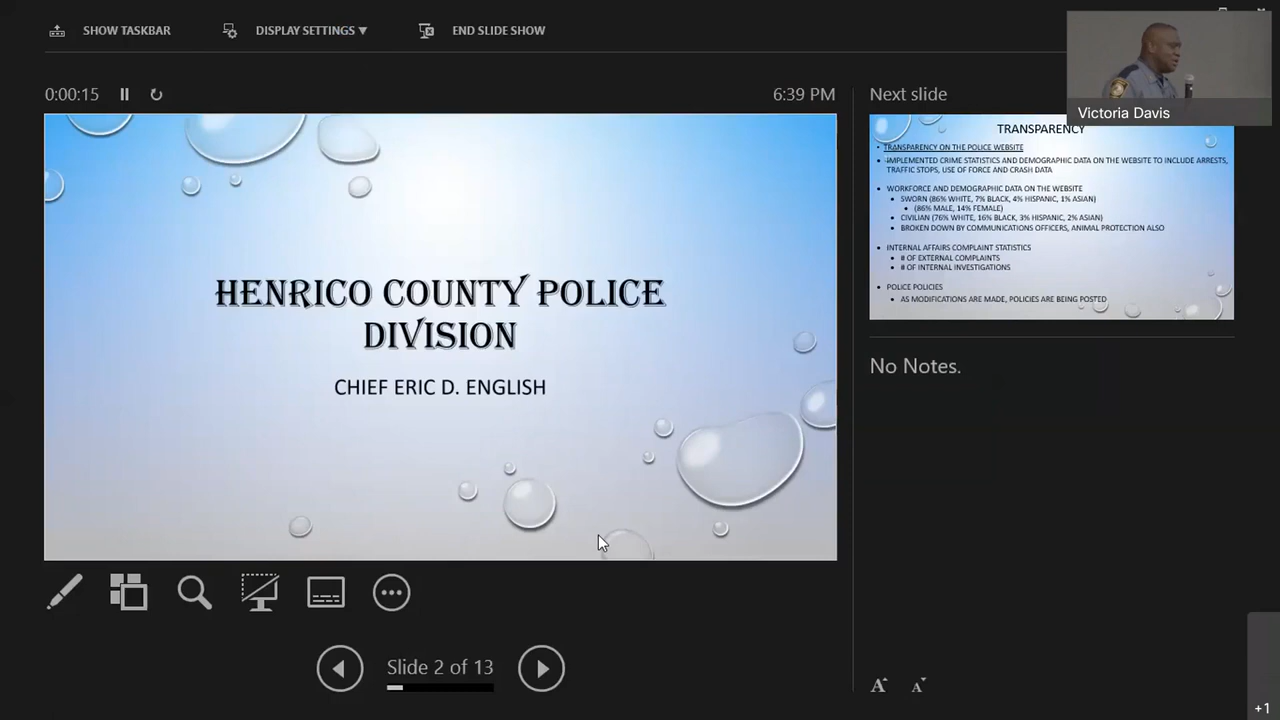 SHOW TASKBAR
DISPLAY SETTINGS ▼
END SLIDE SHOW
0:00:15
6:39 PM
HENRICO COUNTY POLICE
DIVISION
CHIEF ERIC D. ENGLISH
Slide 2 of 13
Next slide
Victoria Davis
TRANSPARENCY
• TRANSPARENCY ON THE POLICE WEBSITE
• IMPLEMENTED CRIME STATISTICS AND DEMOGRAPHIC DATA ON THE WEBSITE TO INCLUDE ARRESTS,
TRAFFIC STOPS, USE OF FORCE AND CRASH DATA
• WORKFORCE AND DEMOGRAPHIC DATA ON THE WEBSITE
• SWORN (86% WHITE, 7% BLACK, 4% HISPANIC, 1% ASIAN)
• (86% MALE, 14% FEMALE)
• CIVILIAN (76% WHITE, 16% BLACK, 3% HISPANIC, 2% ASIAN)
• BROKEN DOWN BY COMMUNICATIONS OFFICERS, ANIMAL PROTECTION ALSO
• INTERNAL AFFAIRS COMPLAINT STATISTICS
• # OF EXTERNAL COMPLAINTS
• # OF INTERNAL INVESTIGATIONS
• POLICE POLICIES
• AS MODIFICATIONS ARE MADE, POLICIES ARE BEING POSTED
No Notes.
A A
+1